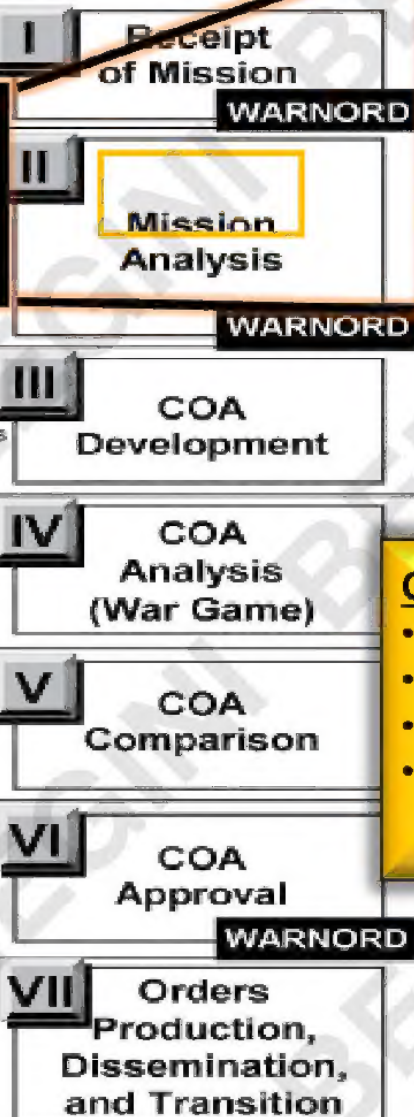 I
Receipt
of Mission
WARNORD
II
Mission
Analysis
WARNORD
III
COA
Development
IV
COA
Analysis
(War Game)
V
COA
Comparison
VI
COA
Approval
WARNORD
VII
Orders
Production,
Dissemination,
and Transition